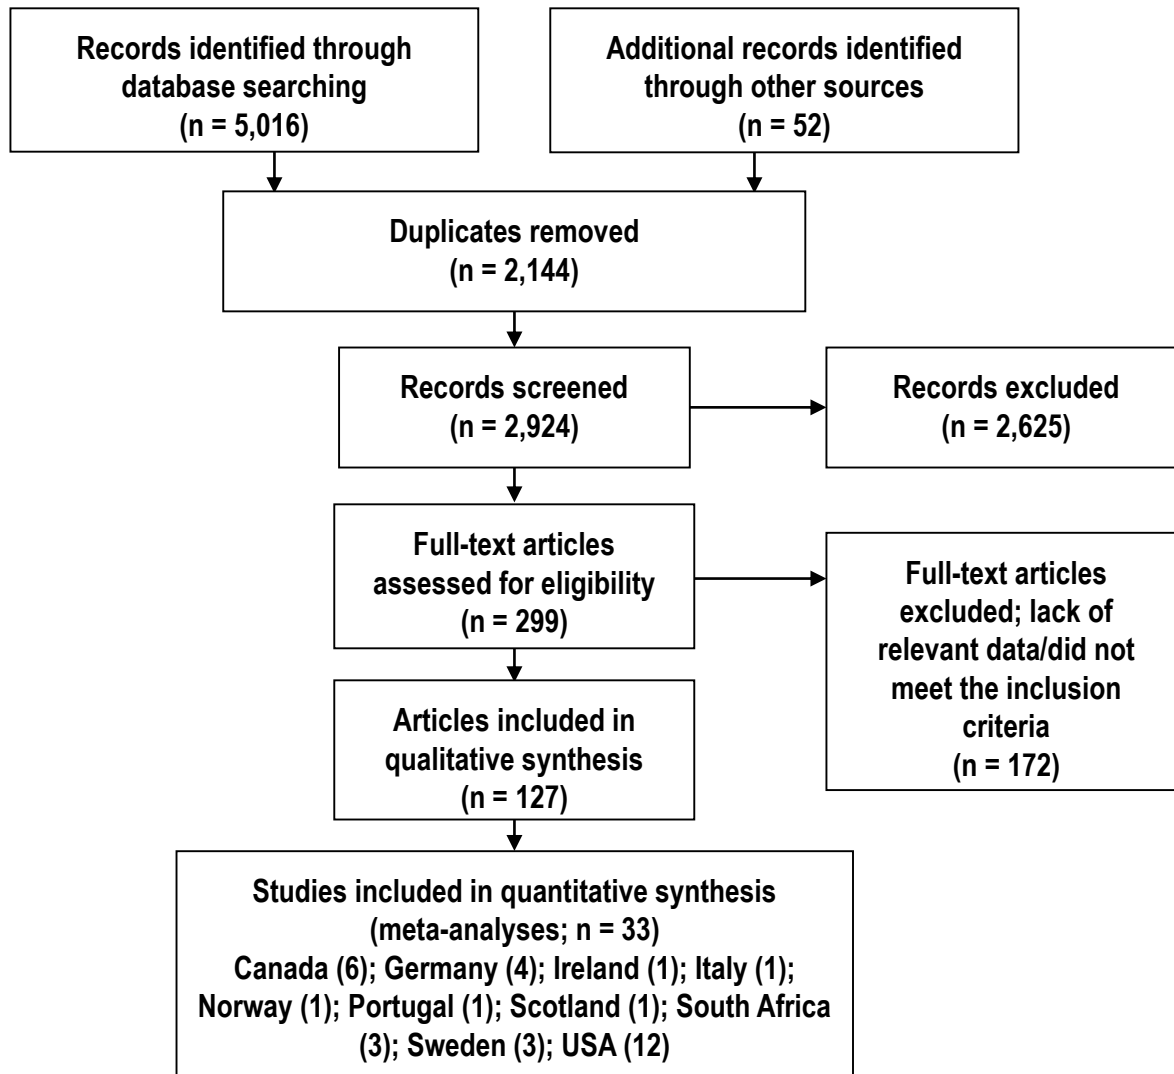 Records identified through
database searching
(n = 5,016)
Additional records identified
through other sources
(n = 52)
Duplicates removed
(n = 2,144)
Records screened
(n = 2,924)
Records excluded
(n = 2,625)
Full-text articles
assessed for eligibility
(n = 299)
Full-text articles
excluded; lack of
relevant data/did not
meet the inclusion
criteria
(n = 172)
Articles included in
qualitative synthesis
(n = 127)
Studies included in quantitative synthesis
(meta-analyses; n = 33)
Canada (6); Germany (4); Ireland (1); Italy (1);
Norway (1); Portugal (1); Scotland (1); South Africa
(3); Sweden (3); USA (12)